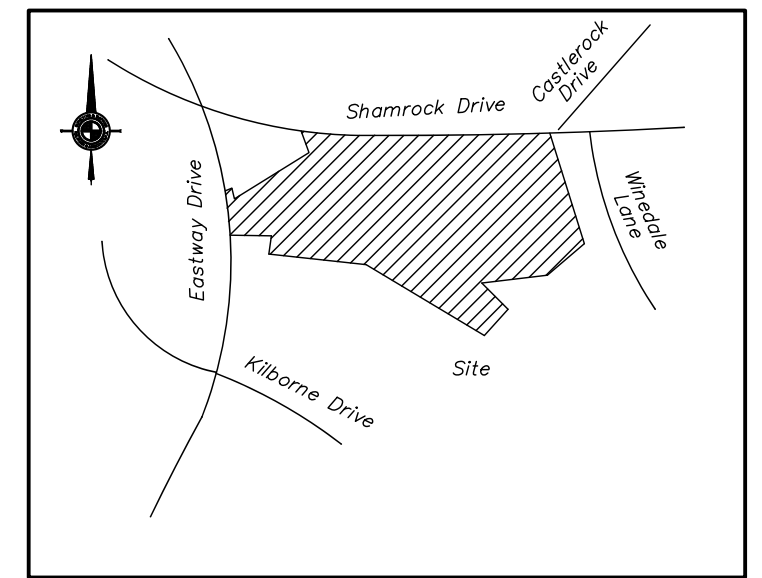 Castlerock
Drive
Shamrock Drive
Eastway Drive
Winedale
Lane
Kilborne Drive
Site